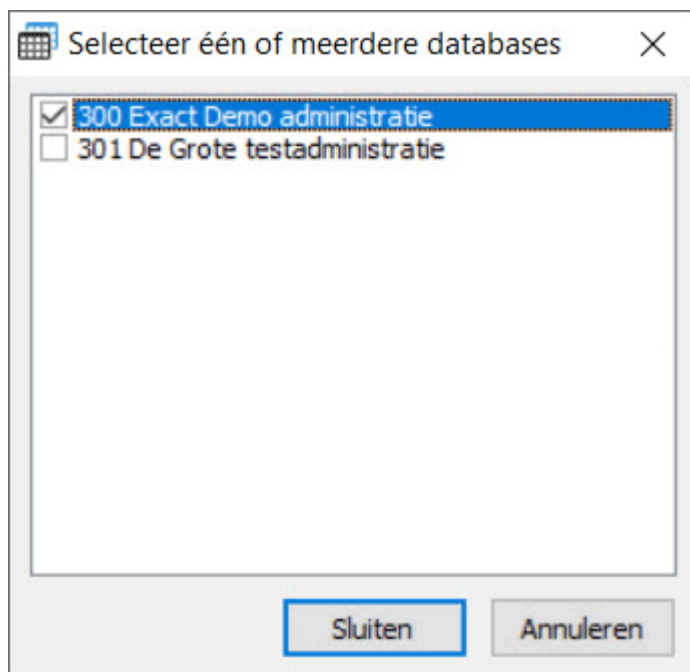 Selecteer één of meerdere databases
300 Exact Demo administratie
301 De Grote testadministratie
Sluiten
Annuleren